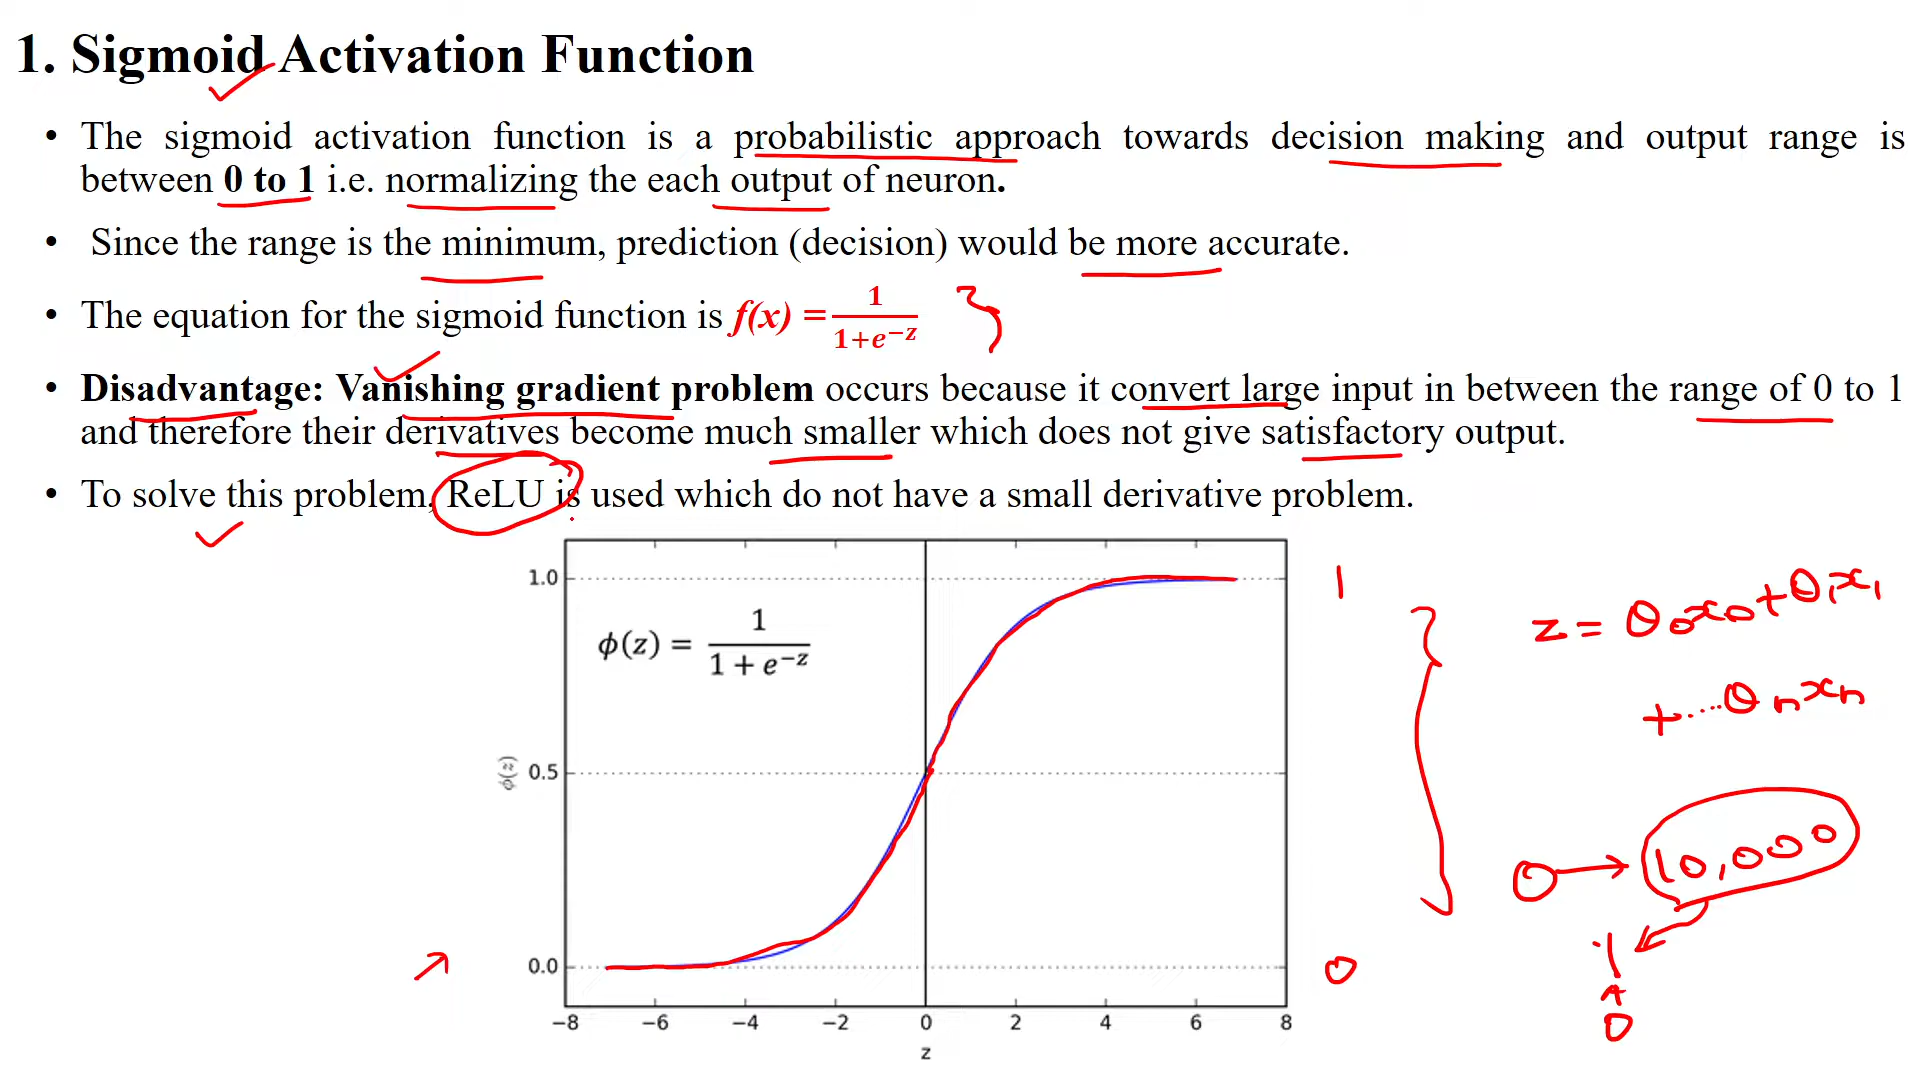 1. Sigmoid Activation Function
• The sigmoid activation function is a probabilistic approach towards decision making and output range is
between 0 to 1 i.e. normalizing the each output of neuron.
• Since the range is the minimum, prediction (decision) would be more accurate.
• The equation for the sigmoid function is f(x) = 1/(1+e^{-z})
• Disadvantage: Vanishing gradient problem occurs because it convert large input in between the range of 0 to 1
and therefore their derivatives become much smaller which does not give satisfactory output.
• To solve this problem, ReLU is used which do not have a small derivative problem.
ϕ(z) = 1/(1 + e^{-z})
1.0
0.5
0.0
ϕ(z)
−8 −6 −4 −2 0 2 4 6 8
z
1
0
z = θ₀x₀ + θ₁x₁
+ .... θₙxₙ
0 → 10,000
0